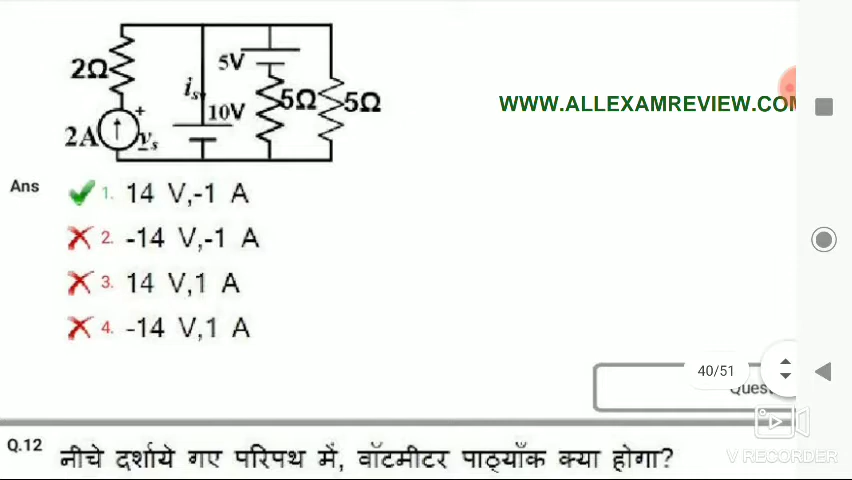 5V
2Ω
is
10V
5Ω
5Ω
2A
+
vs
-
WWW.ALLEXAMREVIEW.COM
Ans
1. 14 V,-1 A
2. -14 V,-1 A
3. 14 V,1 A
4. -14 V,1 A
40/51
Quest
Q.12 नीचे दर्शाये गए परिपथ में, वॉटमीटर पाठ्याँक क्या होगा?
V RECORDER